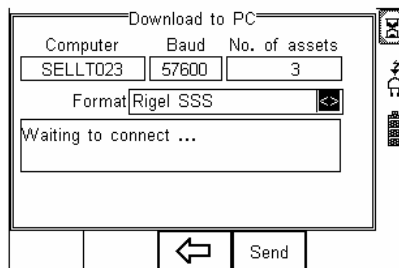 Download to PC
Computer Baud No. of assets
SELLT023 57600 3
Format Rigel SSS <>
Waiting to connect ...
Send